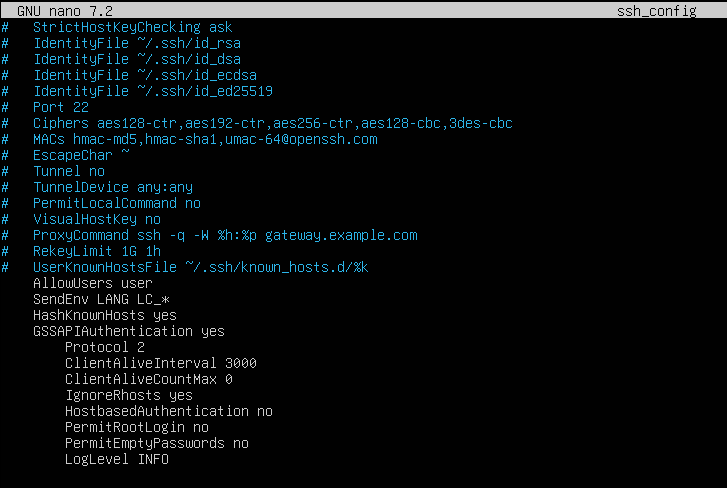 GNU nano 7.2 ssh_config
#   StrictHostKeyChecking ask
#   IdentityFile ~/.ssh/id_rsa
#   IdentityFile ~/.ssh/id_dsa
#   IdentityFile ~/.ssh/id_ecdsa
#   IdentityFile ~/.ssh/id_ed25519
#   Port 22
#   Ciphers aes128-ctr,aes192-ctr,aes256-ctr,aes128-cbc,3des-cbc
#   MACs hmac-md5,hmac-sha1,umac-64@openssh.com
#   EscapeChar ~
#   Tunnel no
#   TunnelDevice any:any
#   PermitLocalCommand no
#   VisualHostKey no
#   ProxyCommand ssh -q -W %h:%p gateway.example.com
#   RekeyLimit 1G 1h
#   UserKnownHostsFile ~/.ssh/known_hosts.d/%k
    AllowUsers user
    SendEnv LANG LC_*
    HashKnownHosts yes
    GSSAPIAuthentication yes
        Protocol 2
        ClientAliveInterval 3000
        ClientAliveCountMax 0
        IgnoreRhosts yes
        HostbasedAuthentication no
        PermitRootLogin no
        PermitEmptyPasswords no
        LogLevel INFO